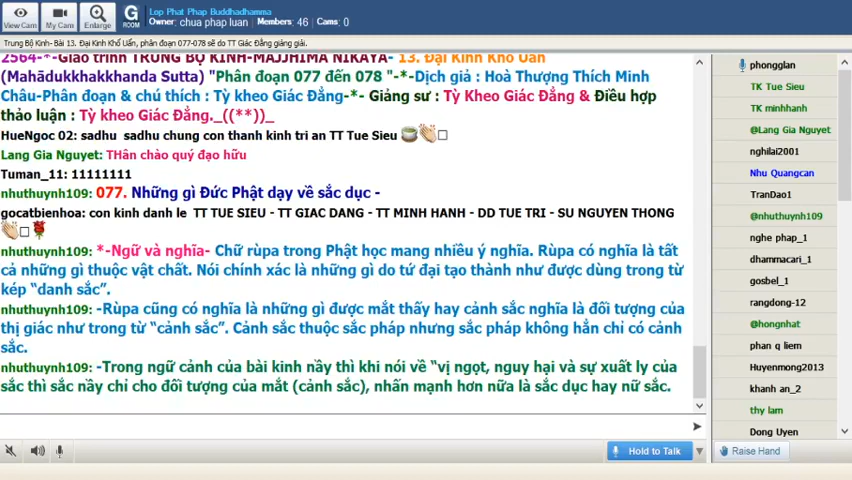 Lop Phat Phap Buddhadhamma
Owner: chua phap luan Members: 46 Cams: 0
View Cam
My Cam
Enlarge
G
ROOM
Trung Bộ Kinh- Bài 13. Đại Kinh Khổ Uẩn, phân đoạn 077-078 sẽ do TT Giác Đẳng giảng giải.
2564-*-Giáo trình TRUNG BỘ KINH-MAJJHIMA NIKAYA- 13. Đại Kinh Khổ Uẩn
(Mahādukkhakkhanda Sutta) "Phân đoạn 077 đến 078 "-*-Dịch giả : Hoà Thượng Thích Minh
Châu-Phân đoạn & chú thích : Tỳ kheo Giác Đẳng-*- Giảng sư : Tỳ Kheo Giác Đẳng & Điều hợp
thảo luận : Tỳ kheo Giác Đẳng._((**))_
HueNgoc 02: sadhu sadhu chung con thanh kinh tri an TT Tue Sieu
Lang Gia Nguyet: THân chào quý đạo hữu
Tuman_11: 11111111
nhuthuynh109: 077. Những gì Đức Phật dạy về sắc dục -
gocatbienhoa: con kinh danh le TT TUE SIEU - TT GIAC DANG - TT MINH HANH - DD TUE TRI - SU NGUYEN THONG
nhuthuynh109: *-Ngữ và nghĩa- Chữ rùpa trong Phật học mang nhiều ý nghĩa. Rùpa có nghĩa là tất
cả những gì thuộc vật chất. Nói chính xác là những gì do tứ đại tạo thành như được dùng trong từ
kép “danh sắc”.
nhuthuynh109: -Rùpa cũng có nghĩa là những gì được mắt thấy hay cảnh sắc nghĩa là đối tượng của
thị giác như trong từ “cảnh sắc”. Cảnh sắc thuộc sắc pháp nhưng sắc pháp không hẳn chỉ có cảnh
sắc.
nhuthuynh109: -Trong ngữ cảnh của bài kinh nầy thì khi nói về “vị ngọt, nguy hại và sự xuất ly của
sắc thì sắc nầy chỉ cho đối tượng của mắt (cảnh sắc), nhấn mạnh hơn nữa là sắc dục hay nữ sắc.
phongglan
TK Tue Sieu
TK minhhanh
@Lang Gia Nguyet
nghilai2001
Nhu Quangcan
TranDao1
@nhuthuynh109
nghe phap_1
dhammacari_1
gosbel_1
rangdong-12
@hongnhat
phan q liem
Huyenmong2013
khanh an_2
thy lam
Dong Uyen
Hold to Talk
Raise Hand